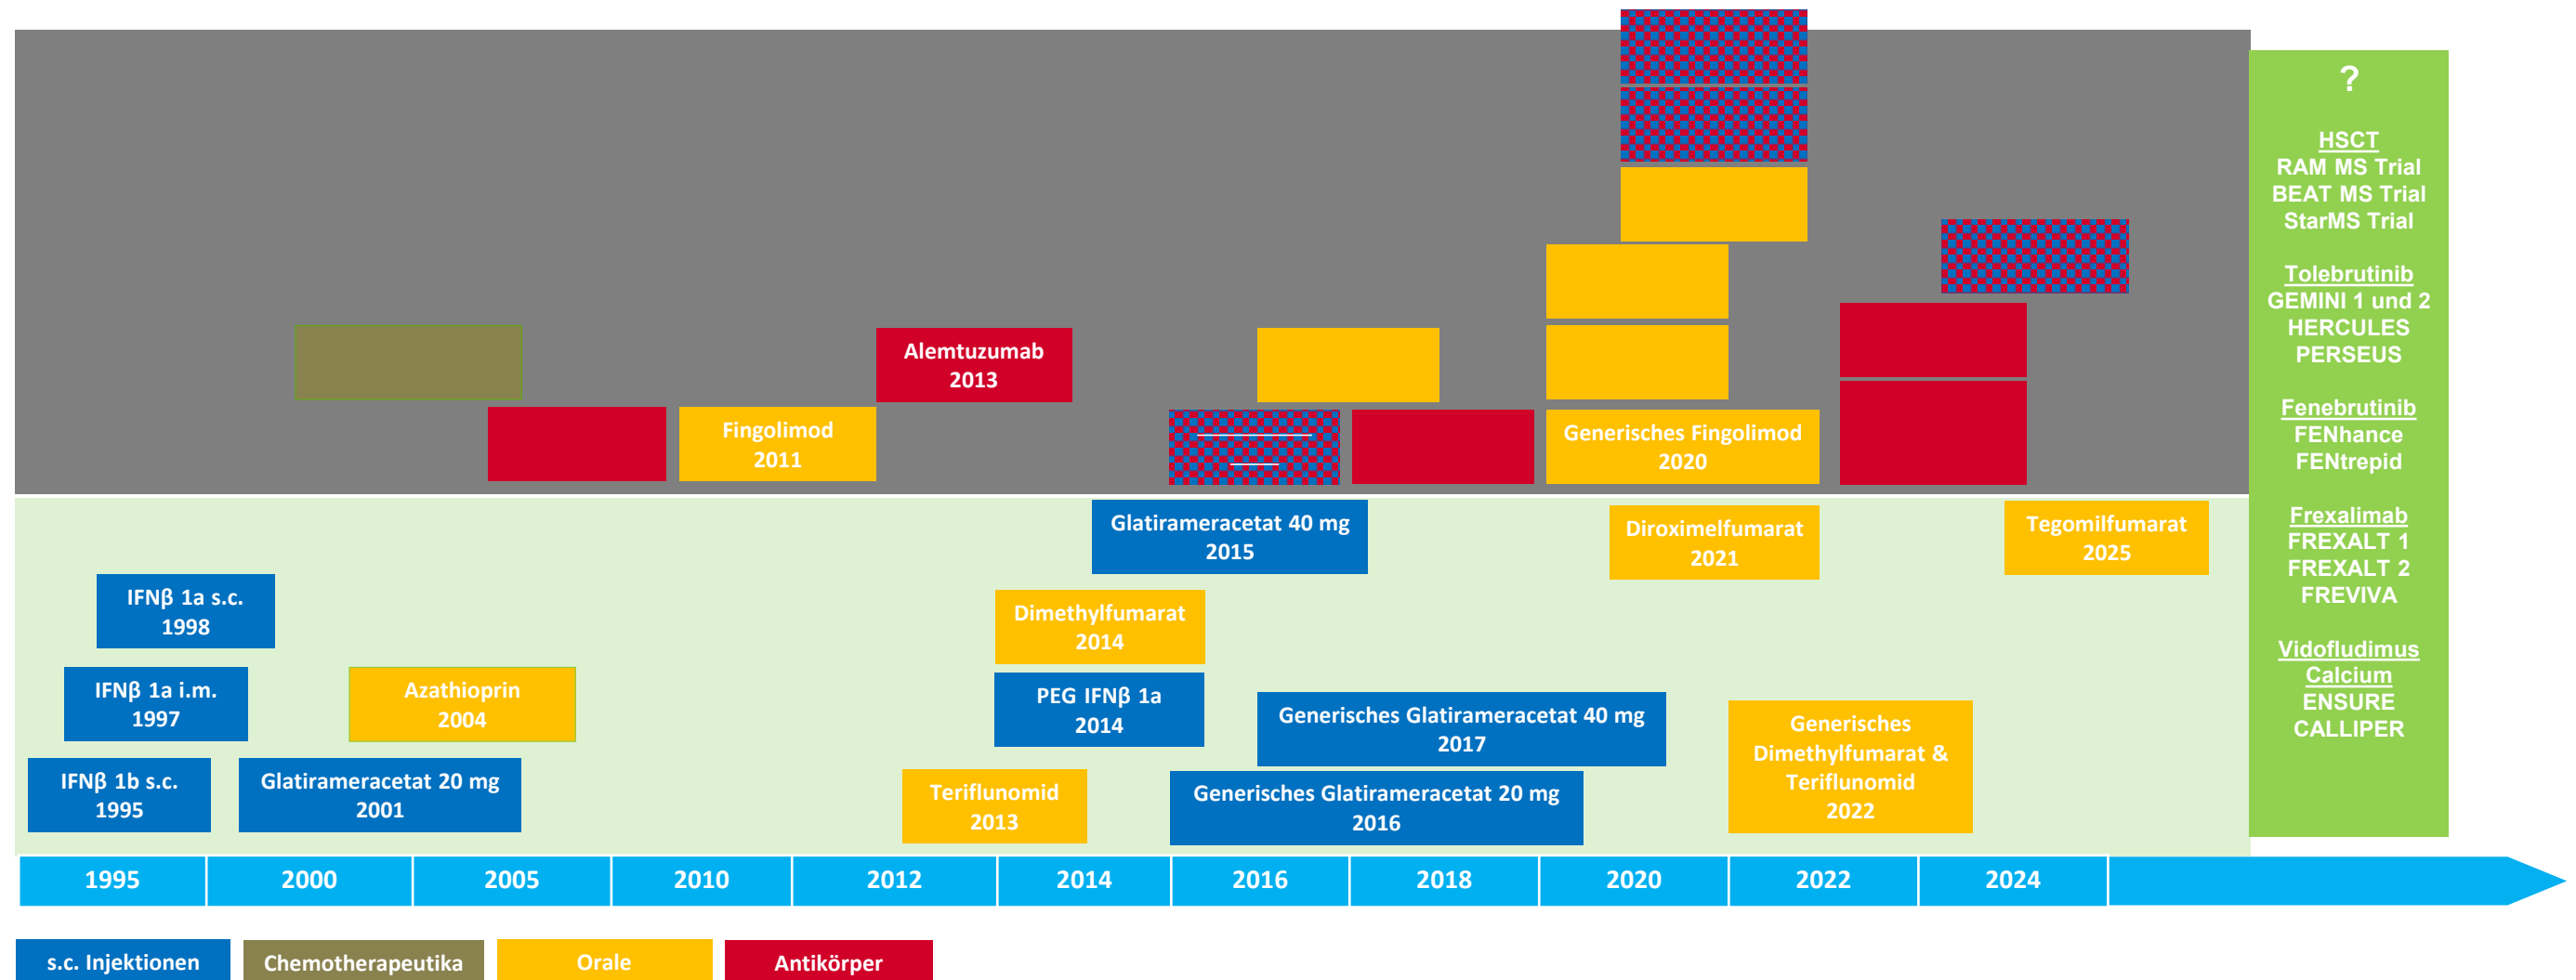 ?
HSCT
RAM MS Trial
BEAT MS Trial
StarMS Trial
Tolebrutinib
GEMINI 1 und 2
HERCULES
PERSEUS
Fenebrutinib
FENhance
FENtrepid
Frexalimab
FREXALT 1
FREXALT 2
FREVIVA
Vidofludimus
Calcium
ENSURE
CALLIPER
Alemtuzumab
2013
Fingolimod
2011
Generisches Fingolimod
2020
Glatirameracetat 40 mg
2015
Diroximelfumarat
2021
Tegomilfumarat
2025
IFNβ 1a s.c.
1998
Dimethylfumarat
2014
IFNβ 1a i.m.
1997
Azathioprin
2004
PEG IFNβ 1a
2014
Generisches Glatirameracetat 40 mg
2017
Generisches
Dimethylfumarat &
Teriflunomid
2022
IFNβ 1b s.c.
1995
Glatirameracetat 20 mg
2001
Teriflunomid
2013
Generisches Glatirameracetat 20 mg
2016
1995
2000
2005
2010
2012
2014
2016
2018
2020
2022
2024
s.c. Injektionen
Chemotherapeutika
Orale
Antikörper